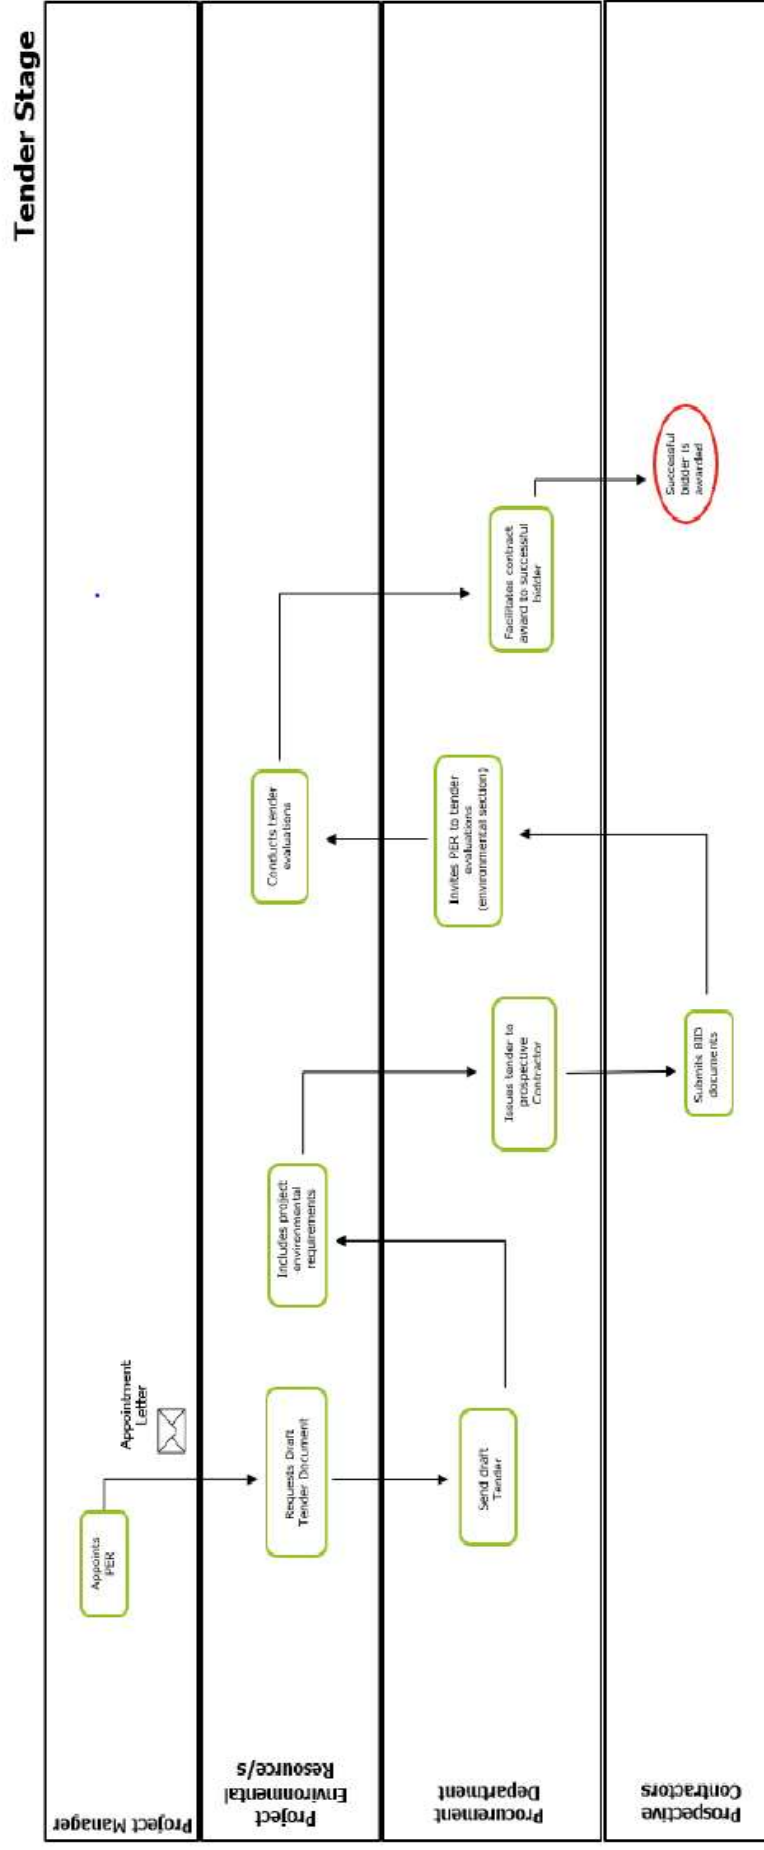 Tender Stage
Project Manager
Appoints
PER
Appointment
Letter
Project
Environmental
Resource/s
Requests Draft
Tender Document
Includes project
environmental
requirements
Conducts tender
evaluations
Procurement
Department
Send draft
Tender
Issues tender to
prospective
Contractor
Invites PER to tender
evaluations
(environmental section)
Facilitates contract
award to successful
bidder
Prospective
Contractors
Submits BID
documents
Successful
bidder is
awarded